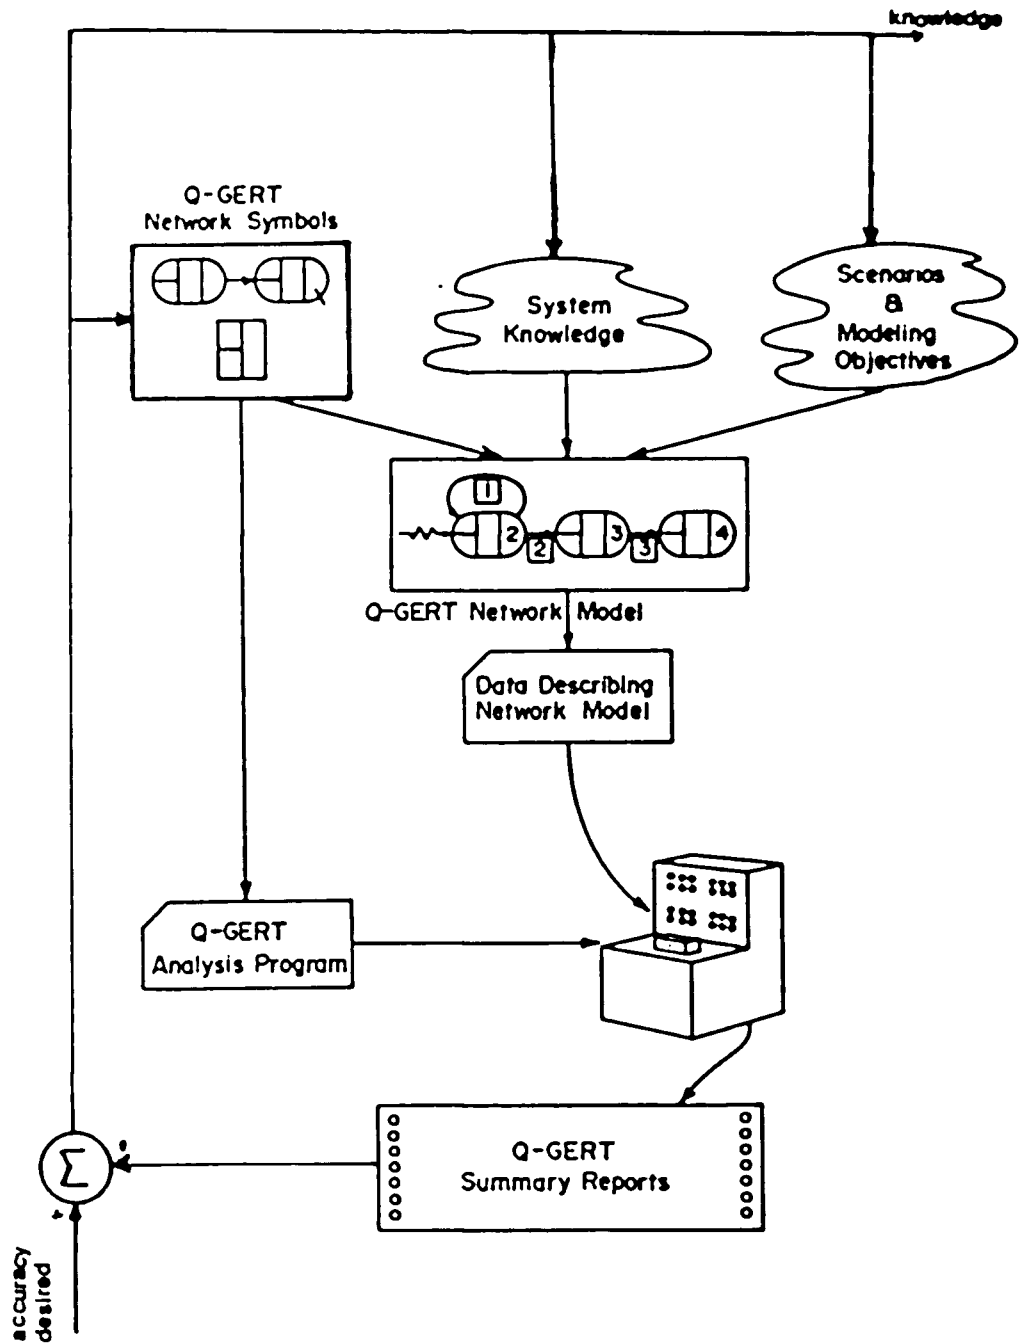 knowledge
Q-GERT
Network Symbols
System
Knowledge
Scenarios
&
Modeling
Objectives
1
2
2
3
3
4
Q-GERT Network Model
Data Describing
Network Model
Q-GERT
Analysis Program
Q-GERT
Summary Reports
Σ
accuracy
desired